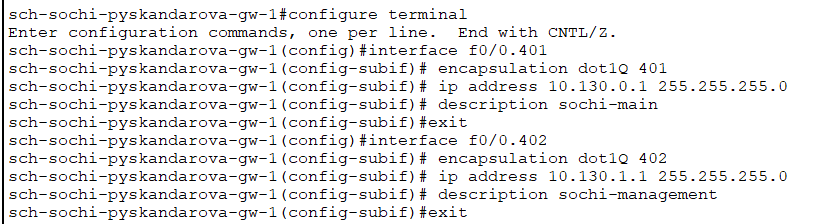 sch-sochi-pyskandarova-gw-1#configure terminal
Enter configuration commands, one per line.  End with CNTL/Z.
sch-sochi-pyskandarova-gw-1(config)#interface f0/0.401
sch-sochi-pyskandarova-gw-1(config-subif)# encapsulation dot1Q 401
sch-sochi-pyskandarova-gw-1(config-subif)# ip address 10.130.0.1 255.255.255.0
sch-sochi-pyskandarova-gw-1(config-subif)# description sochi-main
sch-sochi-pyskandarova-gw-1(config-subif)#exit
sch-sochi-pyskandarova-gw-1(config)#interface f0/0.402
sch-sochi-pyskandarova-gw-1(config-subif)# encapsulation dot1Q 402
sch-sochi-pyskandarova-gw-1(config-subif)# ip address 10.130.1.1 255.255.255.0
sch-sochi-pyskandarova-gw-1(config-subif)# description sochi-management
sch-sochi-pyskandarova-gw-1(config-subif)#exit